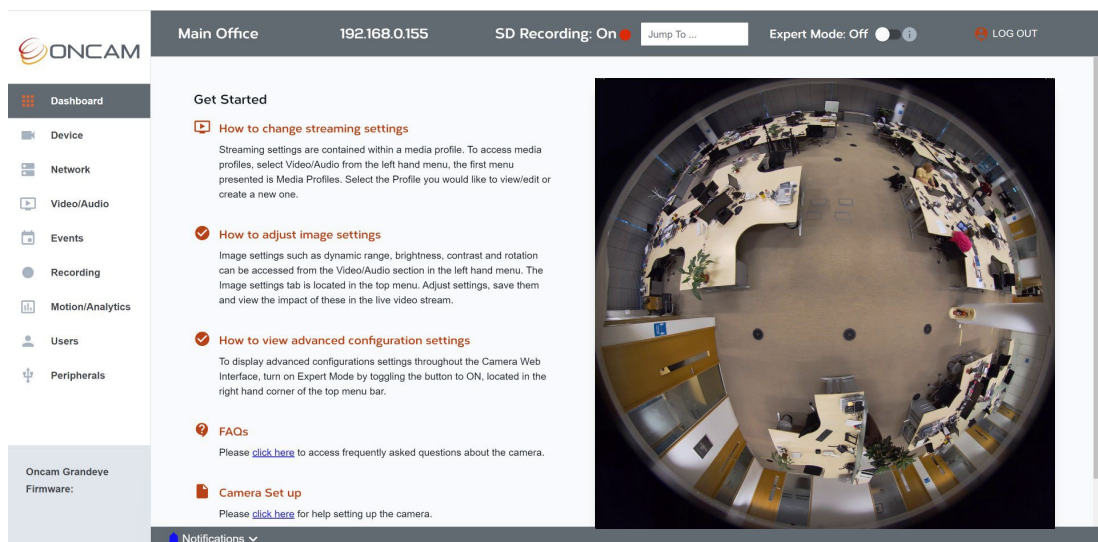 ONCAM
Main Office
192.168.0.155
SD Recording: On
Jump To ...
Expert Mode: Off
i
LOG OUT
Dashboard
Device
Network
Video/Audio
Events
Recording
Motion/Analytics
Users
Peripherals
Oncam Grandeye
Firmware:
Get Started
How to change streaming settings
Streaming settings are contained within a media profile. To access media
profiles, select Video/Audio from the left hand menu, the first menu
presented is Media Profiles. Select the Profile you would like to view/edit or
create a new one.
How to adjust image settings
Image settings such as dynamic range, brightness, contrast and rotation
can be accessed from the Video/Audio section in the left hand menu. The
Image settings tab is located in the top menu. Adjust settings, save them
and view the impact of these in the live video stream.
How to view advanced configuration settings
To display advanced configurations settings throughout the Camera Web
Interface, turn on Expert Mode by toggling the button to ON, located in the
right hand corner of the top menu bar.
?
FAQs
Please click here to access frequently asked questions about the camera.
Camera Set up
Please click here for help setting up the camera.
Notifications